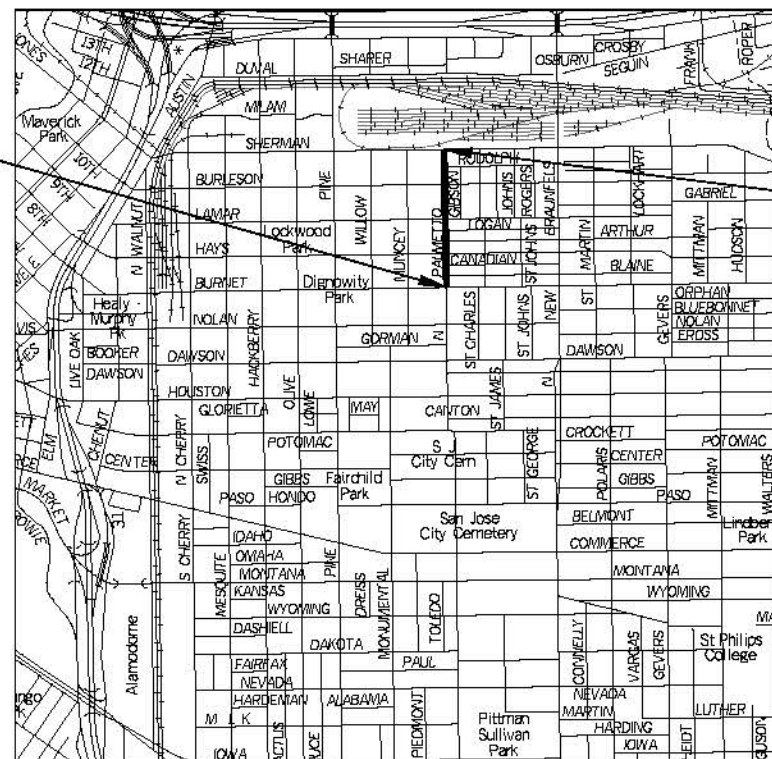 JONES
13TH
12TH
DUVAL
SHARER
OSBURN
CROSBY
SEGUIN
FRANK
ROPER
AUSTIN
MILAM
Maverick
Park
SHERMAN
10TH
9TH
8TH
BURLESON
PINE
RUDOLPH
GIBSON
JOHNS
ROGERS
BRAUNFELS
LOCKHART
GABRIEL
N WALNUT
LAMAR
Lockwood
Park
WILLOW
MUNCEY
PALMETTO
LOGAN
ST JOHNS
MARTIN
ARTHUR
MITTMAN
HUDSON
HAYS
CANADIAN
BLAINE
BURNET
Dignowity
Park
ORPHAN
BLUEBONNET
NOLAN
EROSS
Healy
Murphy
Pk
NOLAN
HACKBERRY
GORMAN
N
ST CHARLES
ST JOHNS
NEW
ST
GEVERS
LIVE OAK
BOOKER
DAWSON
DAWSON
DAWSON
HOUSTON
OLIVE
LOWE
ST JAMES
N
GLORIETTA
MAY
CANTON
ELM
CHENUT
CENTER
N CHERRY
SWISS
POTOMAC
S J
City Cem
ST GEORGE
CROCKETT
POLARIS
CENTER
POTOMAC
MARKET
GIBBS
Fairchild
Park
GIBBS
MITTMAN
WALTERS
PASO
HONDO
PASO
BOWIE
San Jose
City Cemetery
BELMONT
IDAHO
COMMERCE
OMAHA
S CHERRY
MESQUITE
MONTANA
PINE
DREISS
MONUMENTAL
MONTANA
KANSAS
TOLEDO
WYOMING
WYOMING
DASHIELL
DAKOTA
CONNELLY
VARGAS
GEVERS
St Philips
College
Alamodome
FAIRFAX
PAUL
NEVADA
NEVADA
HARDEMAN
ALABAMA
PIEDMONT
MARTIN
LUTHER
M L K
Pittman
Sullivan
Park
HARDING
IOWA
IOWA